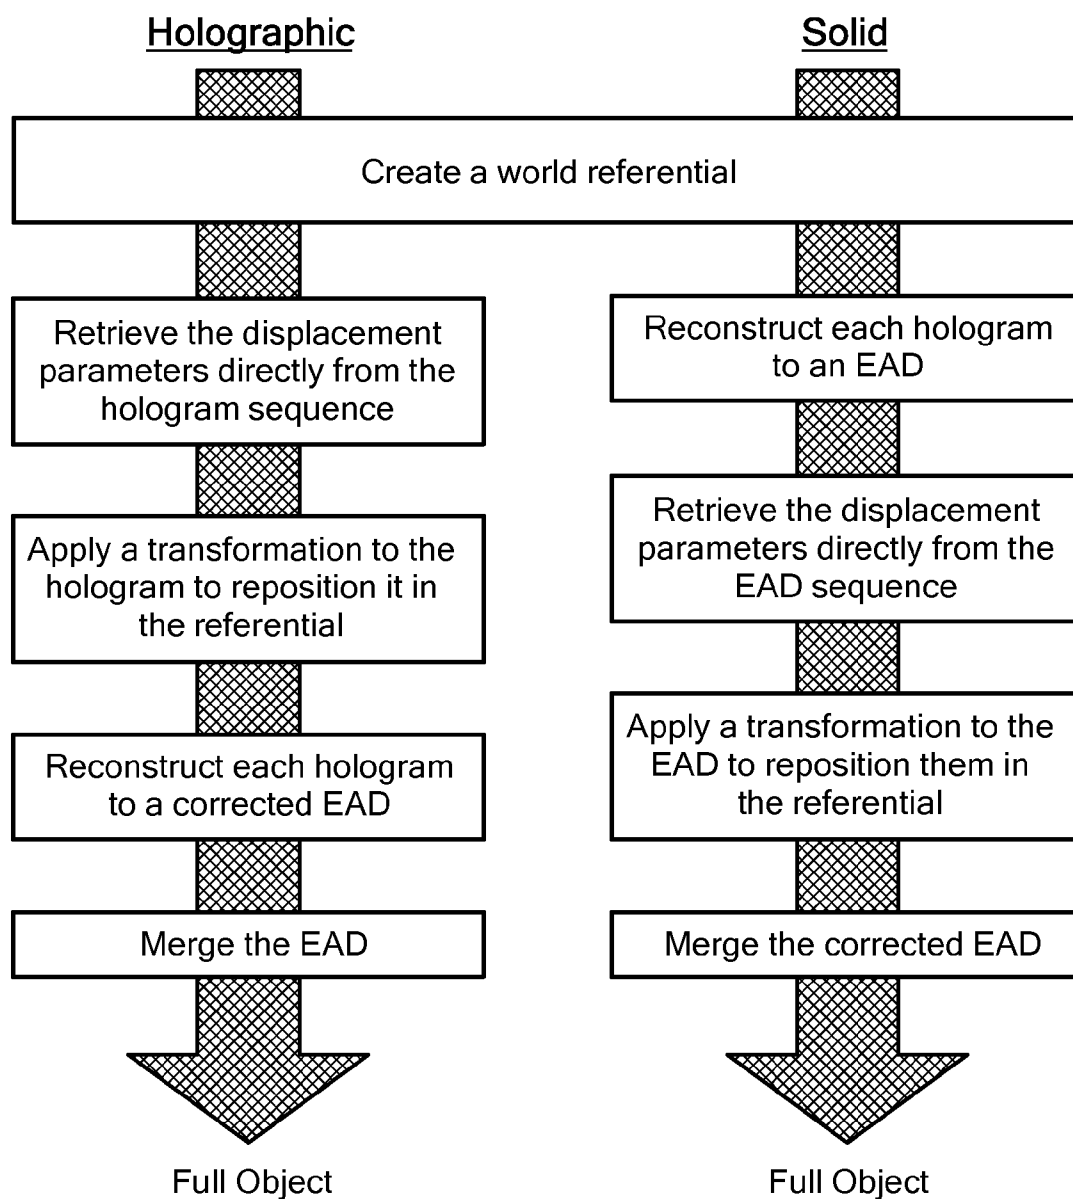 Holographic
Solid
Create a world referential
Retrieve the displacement
parameters directly from the
hologram sequence
Apply a transformation to the
hologram to reposition it in
the referential
Reconstruct each hologram
to a corrected EAD
Merge the EAD
Full Object
Reconstruct each hologram
to an EAD
Retrieve the displacement
parameters directly from the
EAD sequence
Apply a transformation to the
EAD to reposition them in
the referential
Merge the corrected EAD
Full Object